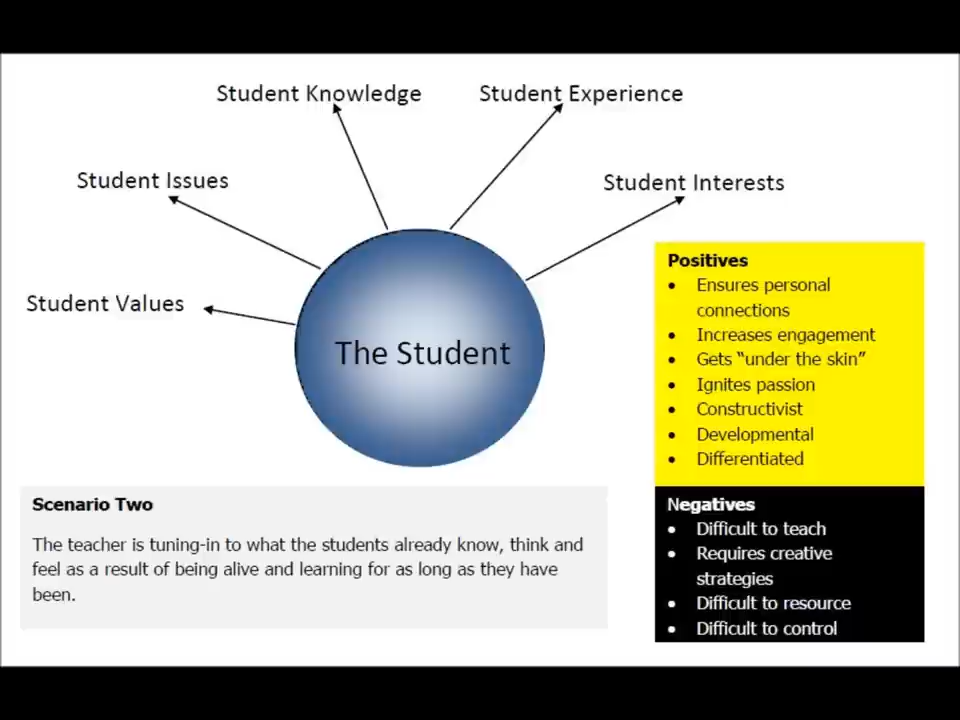 Student Knowledge
Student Experience
Student Issues
Student Interests
Student Values
The Student
Positives
• Ensures personal
connections
• Increases engagement
• Gets “under the skin”
• Ignites passion
• Constructivist
• Developmental
• Differentiated
Scenario Two
The teacher is tuning-in to what the students already know, think and
feel as a result of being alive and learning for as long as they have
been.
Negatives
• Difficult to teach
• Requires creative
strategies
• Difficult to resource
• Difficult to control